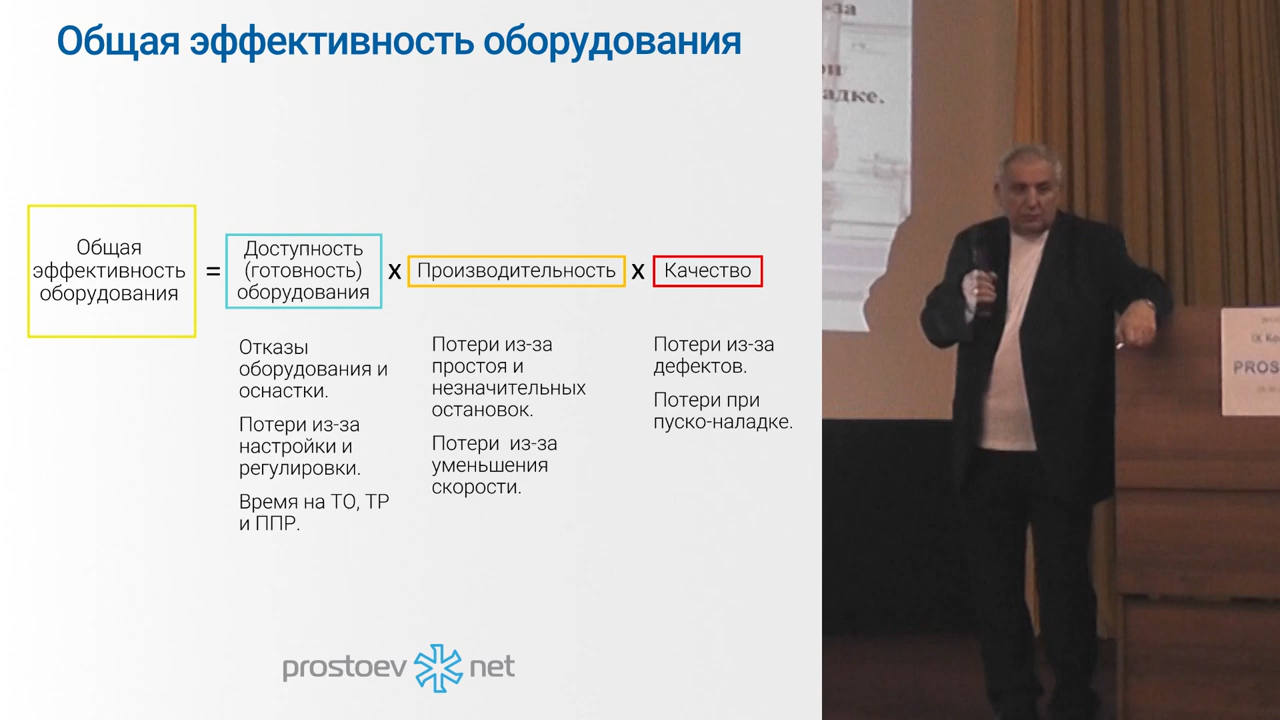 Общая эффективность оборудования
Общая
эффективность
оборудования
=
Доступность
(готовность)
оборудования
x
Производительность
x
Качество
Отказы
оборудования и
оснастки.
Потери из-за
настройки и
регулировки.
Время на ТО, ТР
и ППР.
Потери из-за
простоя и
незначительных
остановок.
Потери из-за
уменьшения
скорости.
Потери из-за
дефектов.
Потери при
пуско-наладке.
prostoev net
-за
адке.
PROS